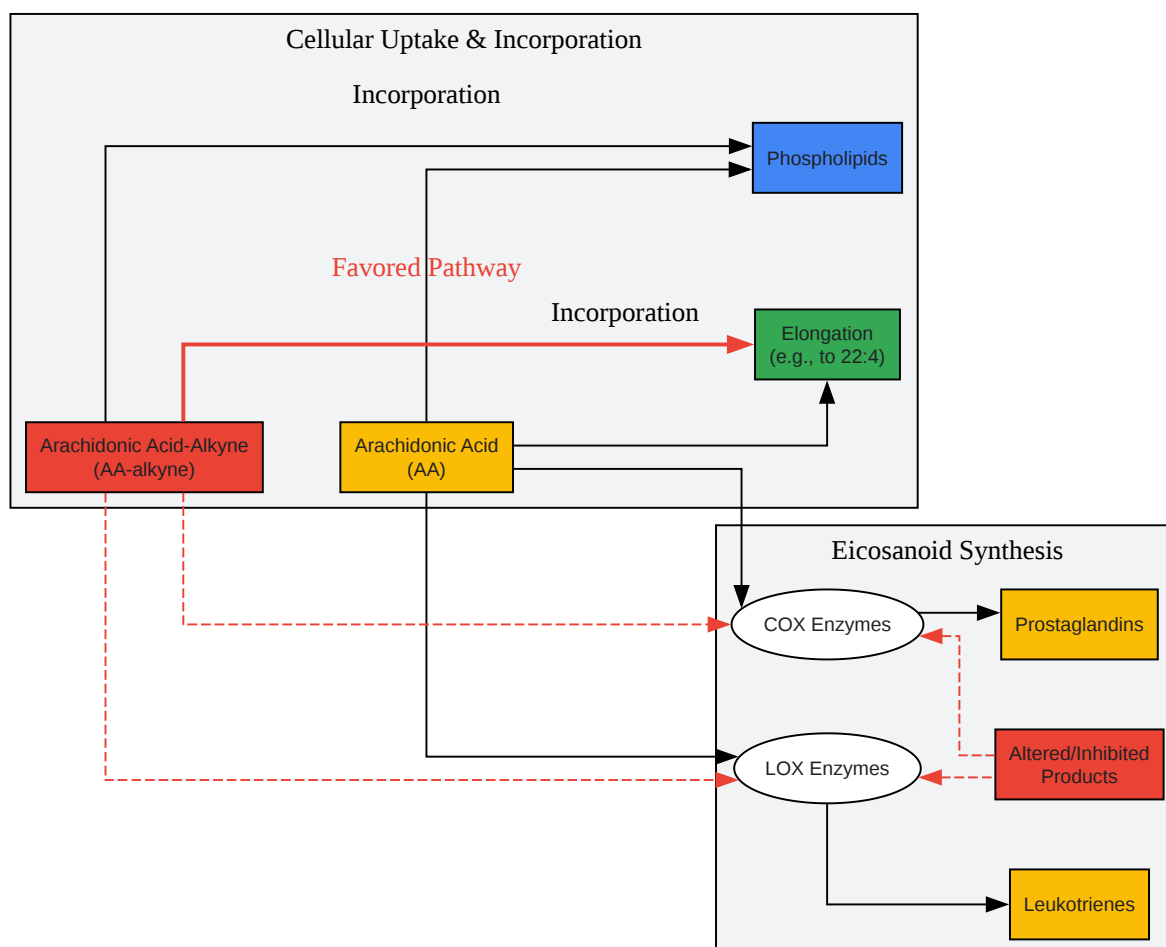 Cellular Uptake & Incorporation
Incorporation
Phospholipids
Favored Pathway
Incorporation
Elongation
(e.g., to 22:4)
Arachidonic Acid-Alkyne
(AA-alkyne)
Arachidonic Acid
(AA)
Eicosanoid Synthesis
COX Enzymes
Prostaglandins
LOX Enzymes
Altered/Inhibited
Products
Leukotrienes